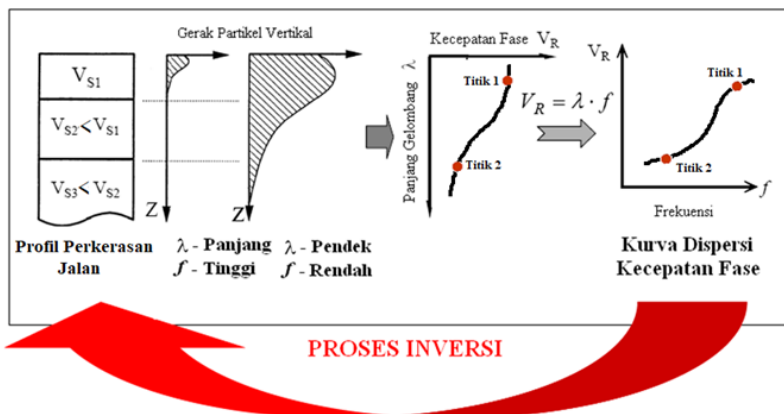 Gerak Partikel Vertikal
V_S1
V_S2<V_S1
V_S3<V_S2
Z
Z
Profil Perkerasan
Jalan
λ - Panjang
f - Tinggi
λ - Pendek
f - Rendah
Kecepatan Fase V_R
Panjang Gelombang λ
Titik 1
Titik 2
V_R = λ · f
V_R
Titik 1
Titik 2
f
Frekuensi
Kurva Dispersi
Kecepatan Fase
PROSES INVERSI